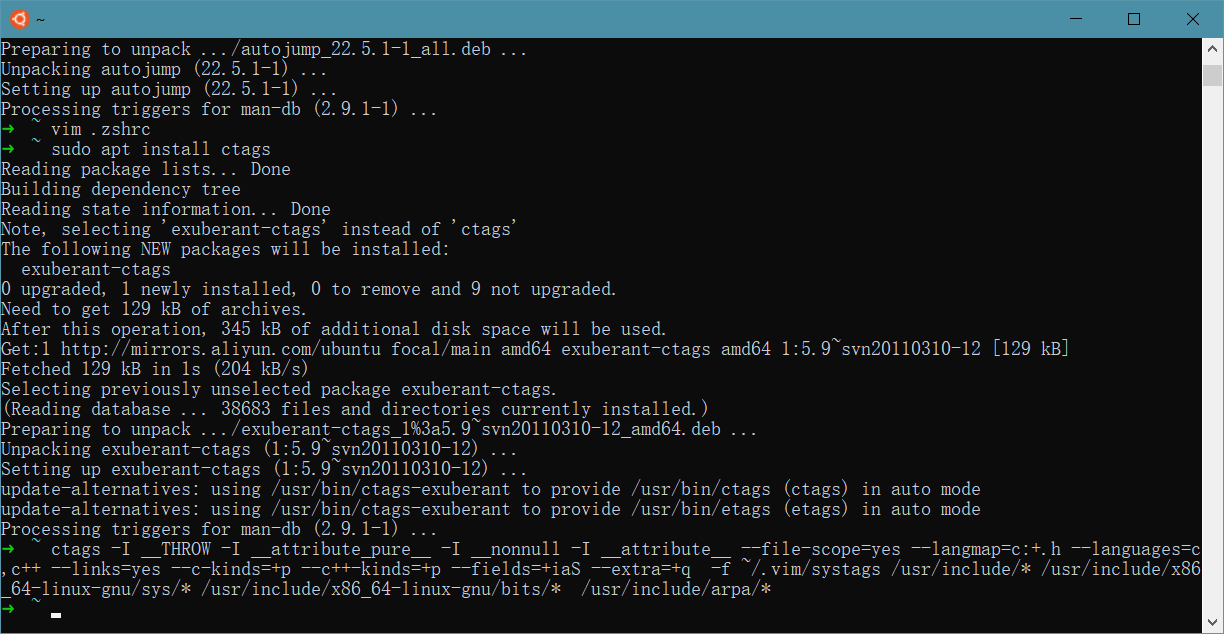 ~
Preparing to unpack .../autojump_22.5.1-1_all.deb ...
Unpacking autojump (22.5.1-1) ...
Setting up autojump (22.5.1-1) ...
Processing triggers for man-db (2.9.1-1) ...
→ ~ vim .zshrc
→ ~ sudo apt install ctags
Reading package lists... Done
Building dependency tree
Reading state information... Done
Note, selecting 'exuberant-ctags' instead of 'ctags'
The following NEW packages will be installed:
  exuberant-ctags
0 upgraded, 1 newly installed, 0 to remove and 9 not upgraded.
Need to get 129 kB of archives.
After this operation, 345 kB of additional disk space will be used.
Get:1 http://mirrors.aliyun.com/ubuntu focal/main amd64 exuberant-ctags amd64 1:5.9~svn20110310-12 [129 kB]
Fetched 129 kB in 1s (204 kB/s)
Selecting previously unselected package exuberant-ctags.
(Reading database ... 38683 files and directories currently installed.)
Preparing to unpack .../exuberant-ctags_1%3a5.9~svn20110310-12_amd64.deb ...
Unpacking exuberant-ctags (1:5.9~svn20110310-12) ...
Setting up exuberant-ctags (1:5.9~svn20110310-12) ...
update-alternatives: using /usr/bin/ctags-exuberant to provide /usr/bin/ctags (ctags) in auto mode
update-alternatives: using /usr/bin/ctags-exuberant to provide /usr/bin/etags (etags) in auto mode
Processing triggers for man-db (2.9.1-1) ...
→ ~ ctags -I __THROW -I __attribute_pure__ -I __nonnull -I __attribute__ --file-scope=yes --langmap=c:+.h --languages=c
,c++ --links=yes --c-kinds=+p --c++-kinds=+p --fields=+iaS --extra=+q  -f ~/.vim/systags /usr/include/* /usr/include/x86
_64-linux-gnu/sys/* /usr/include/x86_64-linux-gnu/bits/*  /usr/include/arpa/*
→ ~